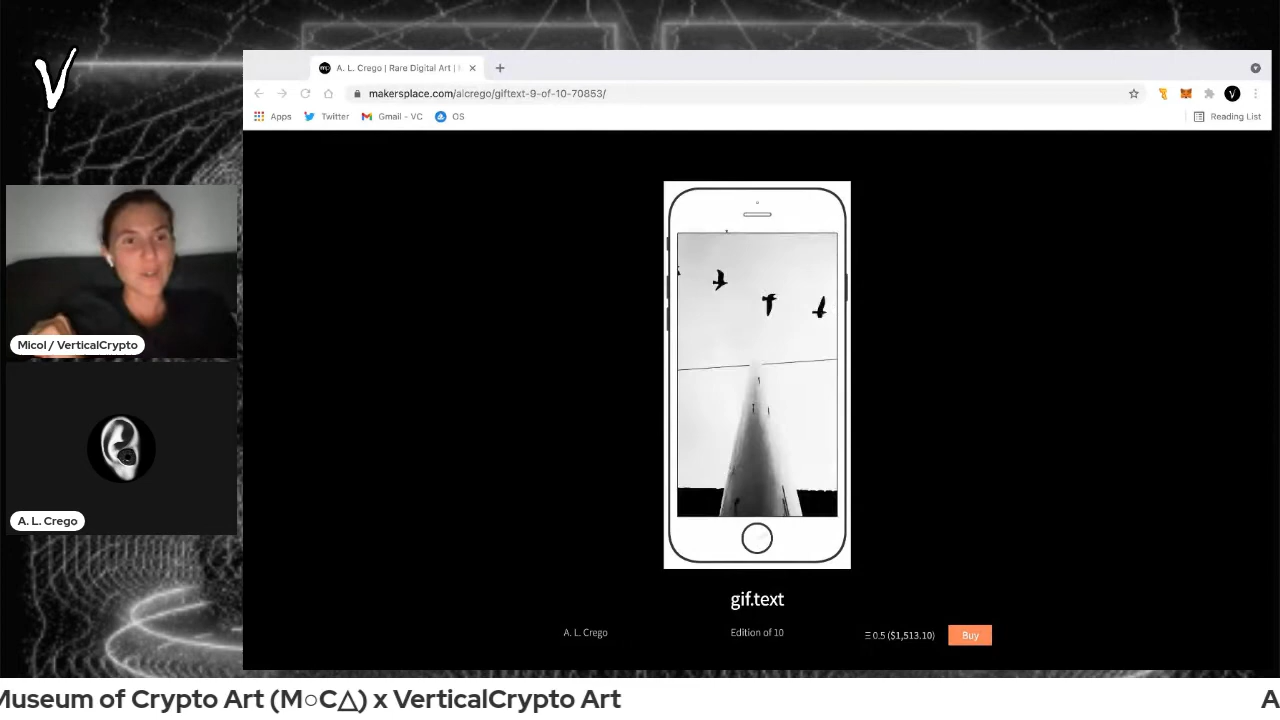 V
A. L. Crego | Rare Digital Art |
makersplace.com/alcrego/giftext-9-of-10-70853/
Apps Twitter Gmail - VC OS Reading List
Micol / VerticalCrypto
A. L. Crego
gif.text
A. L. Crego Edition of 10 Ξ 0.5 ($1,513.10) Buy
Museum of Crypto Art (M○C△) x VerticalCrypto Art A